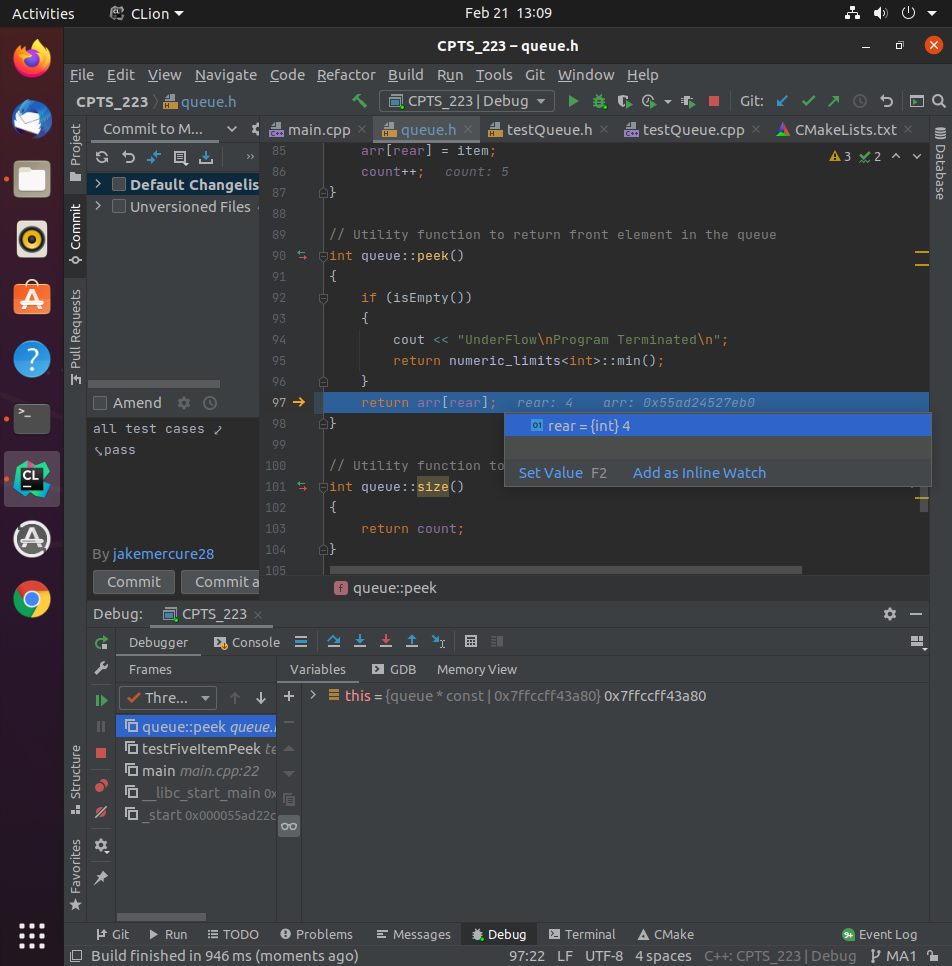 Activities
CLion
Feb 21 13:09
CPTS_223 – queue.h
File Edit View Navigate Code Refactor Build Run Tools Git Window Help
CPTS_223 queue.h
CPTS_223 | Debug
Git:
Project
Commit
Pull Requests
Structure
Favorites
Database
Commit to M...
main.cpp
queue.h
testQueue.h
testQueue.cpp
CMakeLists.txt
Default Changelis
Unversioned Files
3 2
85 arr[rear] = item;
86 count++; count: 5
87 }
88
89 // Utility function to return front element in the queue
90 int queue::peek()
91 {
92 if (isEmpty())
93 {
94 cout << "UnderFlow\nProgram Terminated\n";
95 return numeric_limits<int>::min();
96 }
97 return arr[rear]; rear: 4 arr: 0x55ad24527eb0
98 }
99
100 // Utility function to
101 int queue::size()
102 {
103 return count;
104 }
105
01 rear = {int} 4
Set Value F2 Add as Inline Watch
Amend
all test cases
pass
By jakemercure28
Commit
Commit a
f queue::peek
Debug: CPTS_223
Debugger
Console
Frames
Variables
GDB
Memory View
Thre...
queue::peek queue.
testFiveItemPeek te
main main.cpp:22
__libc_start_main 0x
_start 0x000055ad22c
this = {queue * const | 0x7ffccff43a80} 0x7ffccff43a80
Git
Run
TODO
Problems
Messages
Debug
Terminal
CMake
Event Log
Build finished in 946 ms (moments ago)
97:22 LF UTF-8 4 spaces C++: CPTS_223 | Debug MA1